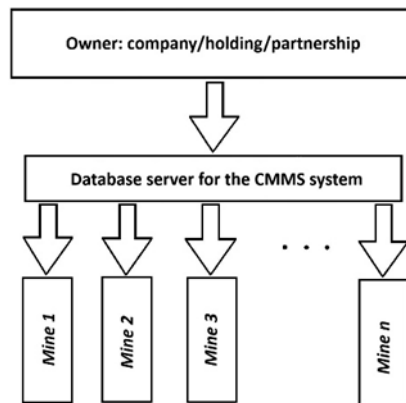 Owner: company/holding/partnership
Database server for the CMMS system
. . .
Mine 1
Mine 2
Mine 3
Mine n